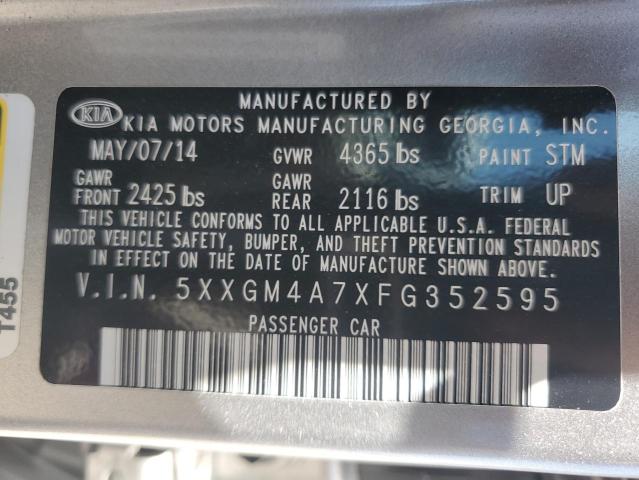 MANUFACTURED BY
KIA KIA MOTORS MANUFACTURING GEORGIA, INC.
MAY/07/14 GVWR 4365 lbs PAINT STM
GAWR FRONT 2425 lbs GAWR REAR 2116 lbs TRIM UP
THIS VEHICLE CONFORMS TO ALL APPLICABLE U.S.A. FEDERAL
MOTOR VEHICLE SAFETY, BUMPER, AND THEFT PREVENTION STANDARDS
IN EFFECT ON THE DATE OF MANUFACTURE SHOWN ABOVE.
V.I.N. 5XXGM4A7XFG352595
PASSENGER CAR
T455